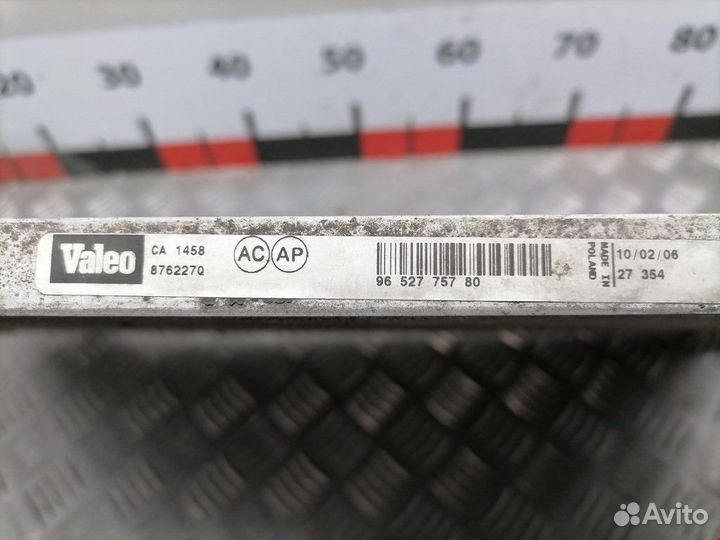 20 30 40 50 60 70 80
Valeo
CA 1458
876227Q
AC AP
96 527 757 80
MADE IN
POLAND
10/02/06
27 354
Avito